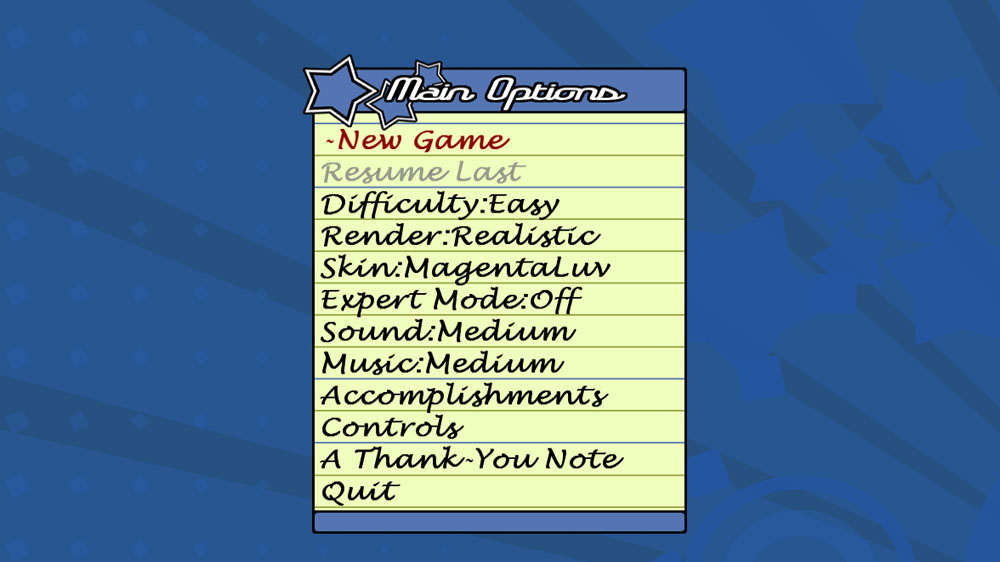 Main Options
~New Game
Resume Last
Difficulty:Easy
Render:Realistic
Skin:MagentaLuv
Expert Mode:Off
Sound:Medium
Music:Medium
Accomplishments
Controls
A Thank-You Note
Quit